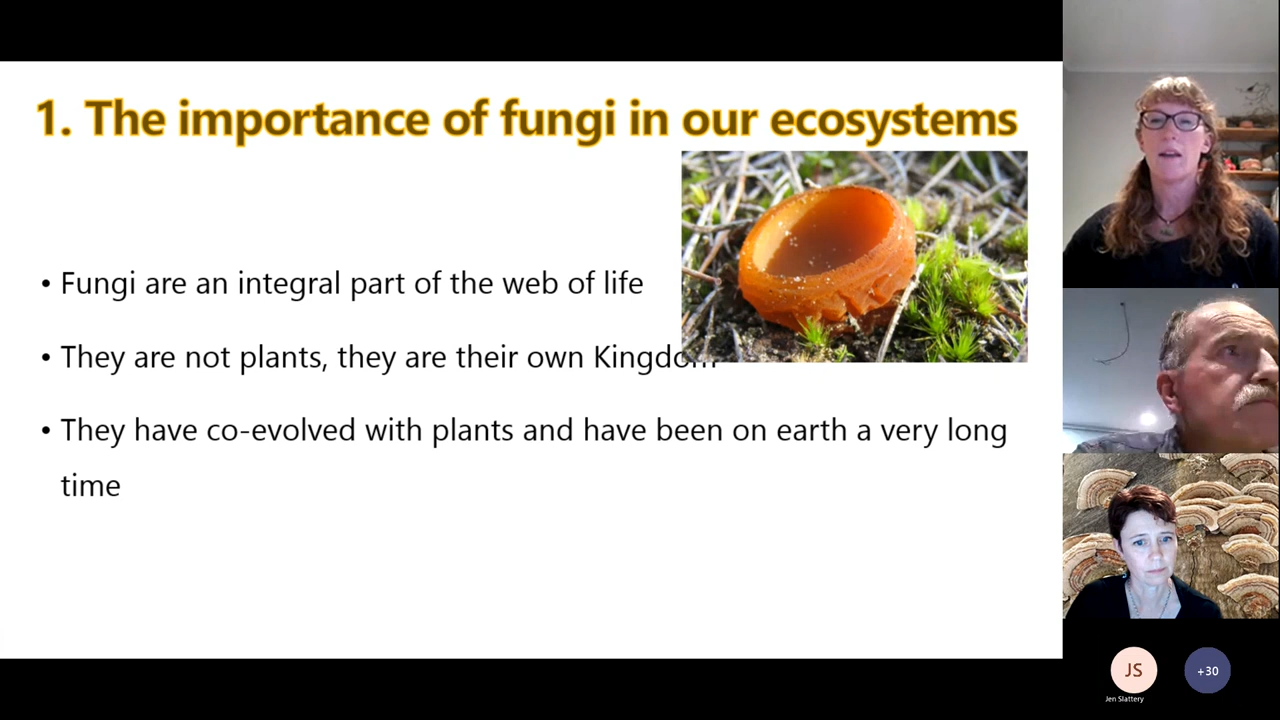 1. The importance of fungi in our ecosystems
• Fungi are an integral part of the web of life
• They are not plants, they are their own Kingdom
• They have co-evolved with plants and have been on earth a very long
time
JS
+30
Jen Slattery